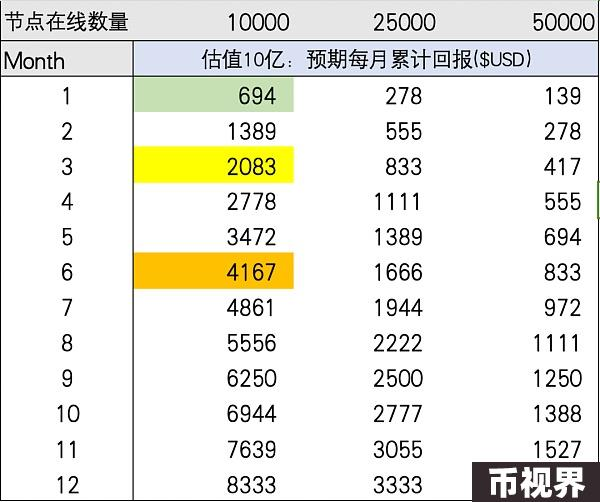 节点在线数量 10000 25000 50000
Month 估值10亿：预期每月累计回报($USD)
1 694 278 139
2 1389 555 278
3 2083 833 417
4 2778 1111 555
5 3472 1389 694
6 4167 1666 833
7 4861 1944 972
8 5556 2222 1111
9 6250 2500 1250
10 6944 2777 1388
11 7639 3055 1527
12 8333 3333
币视界